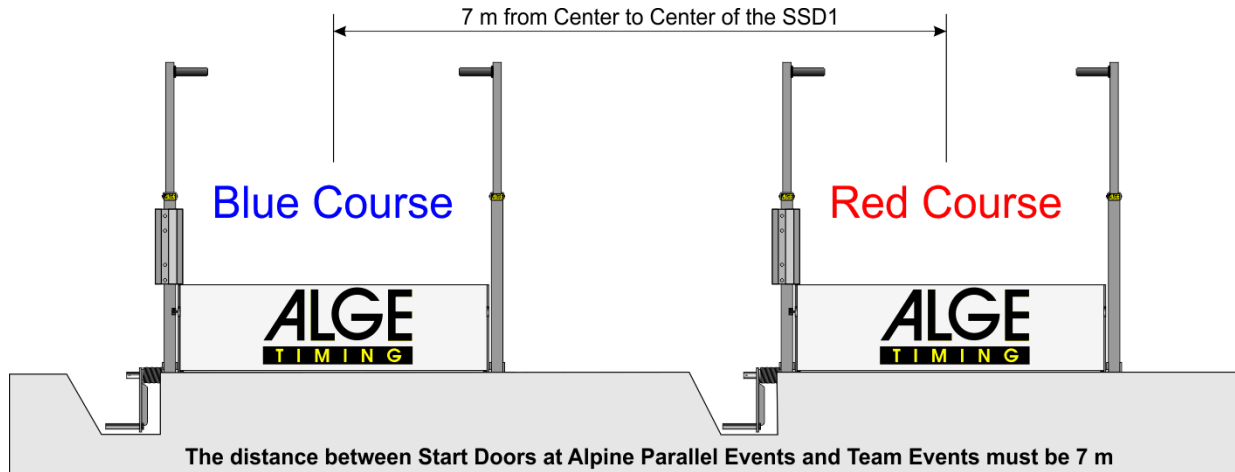 7 m from Center to Center of the SSD1
Blue Course
Red Course
ALGE
TIMING
ALGE
TIMING
The distance between Start Doors at Alpine Parallel Events and Team Events must be 7 m